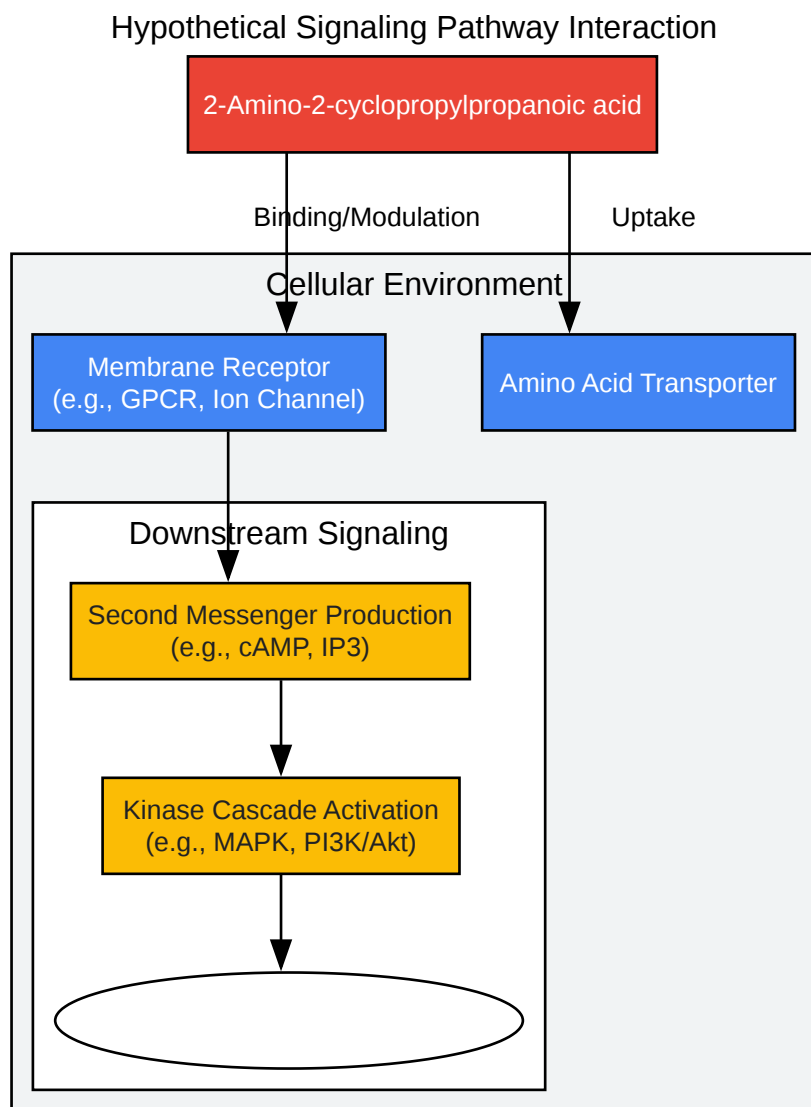 Hypothetical Signaling Pathway Interaction
2-Amino-2-cyclopropylpropanoic acid
Binding/Modulation
Uptake
Cellular Environment
Membrane Receptor
(e.g., GPCR, Ion Channel)
Amino Acid Transporter
Downstream Signaling
Second Messenger Production
(e.g., cAMP, IP3)
Kinase Cascade Activation
(e.g., MAPK, PI3K/Akt)